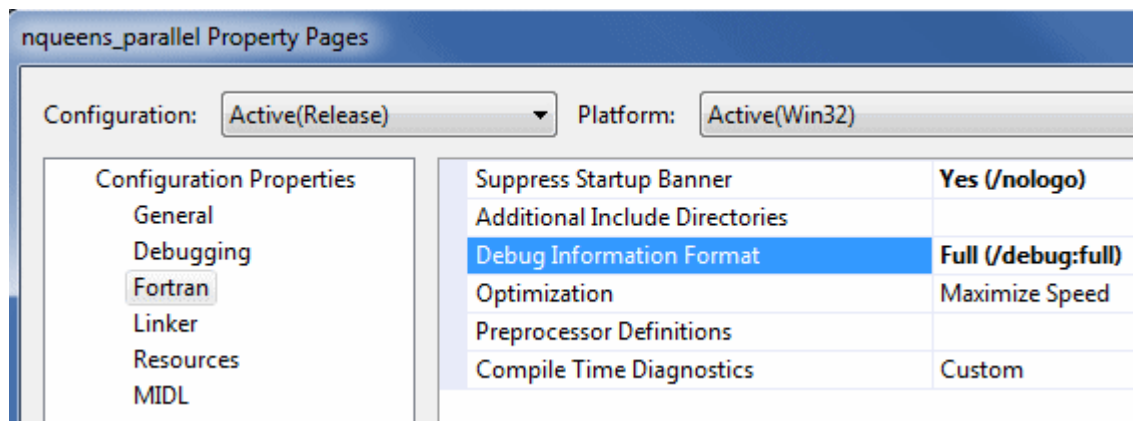 nqueens_parallel Property Pages
Configuration: Active(Release) Platform: Active(Win32)
Configuration Properties
General
Debugging
Fortran
Linker
Resources
MIDL
Suppress Startup Banner Yes (/nologo)
Additional Include Directories
Debug Information Format Full (/debug:full)
Optimization Maximize Speed
Preprocessor Definitions
Compile Time Diagnostics Custom